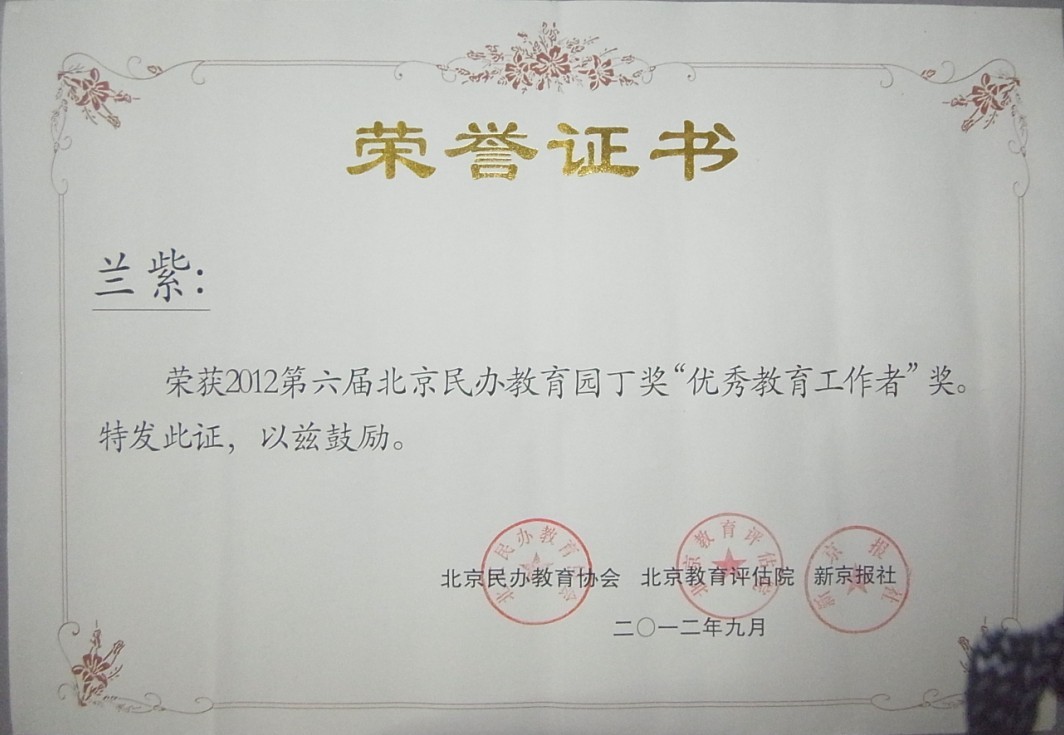 荣誉证书
兰紫：
荣获2012第六届北京民办教育园丁奖“优秀教育工作者”奖。
特发此证，以兹鼓励。
北京民办教育协会 北京教育评估院 新京报社
二〇一二年九月